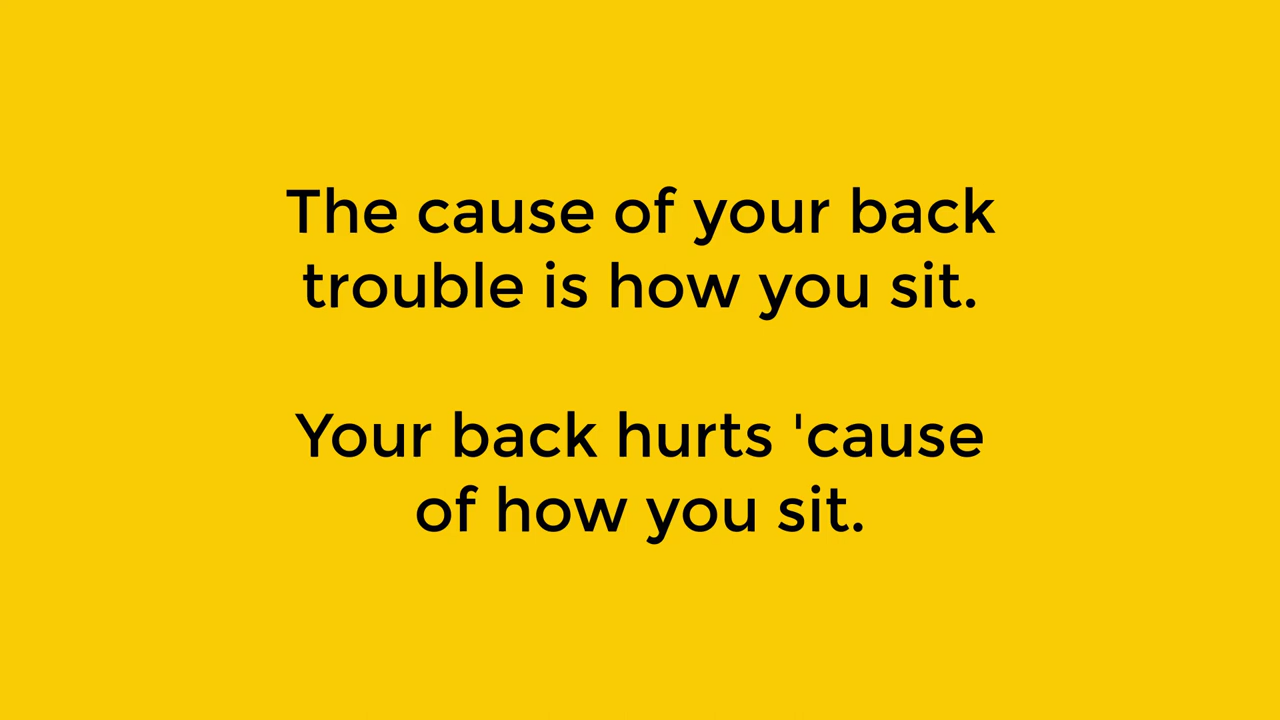 The cause of your back
trouble is how you sit.
Your back hurts 'cause
of how you sit.